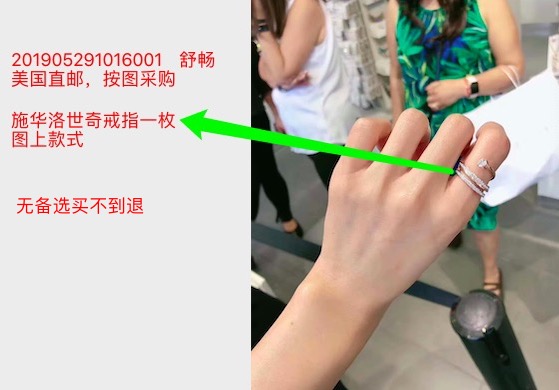 201905291016001 舒畅
美国直邮，按图采购
施华洛世奇戒指一枚
图上款式
无备选买不到退